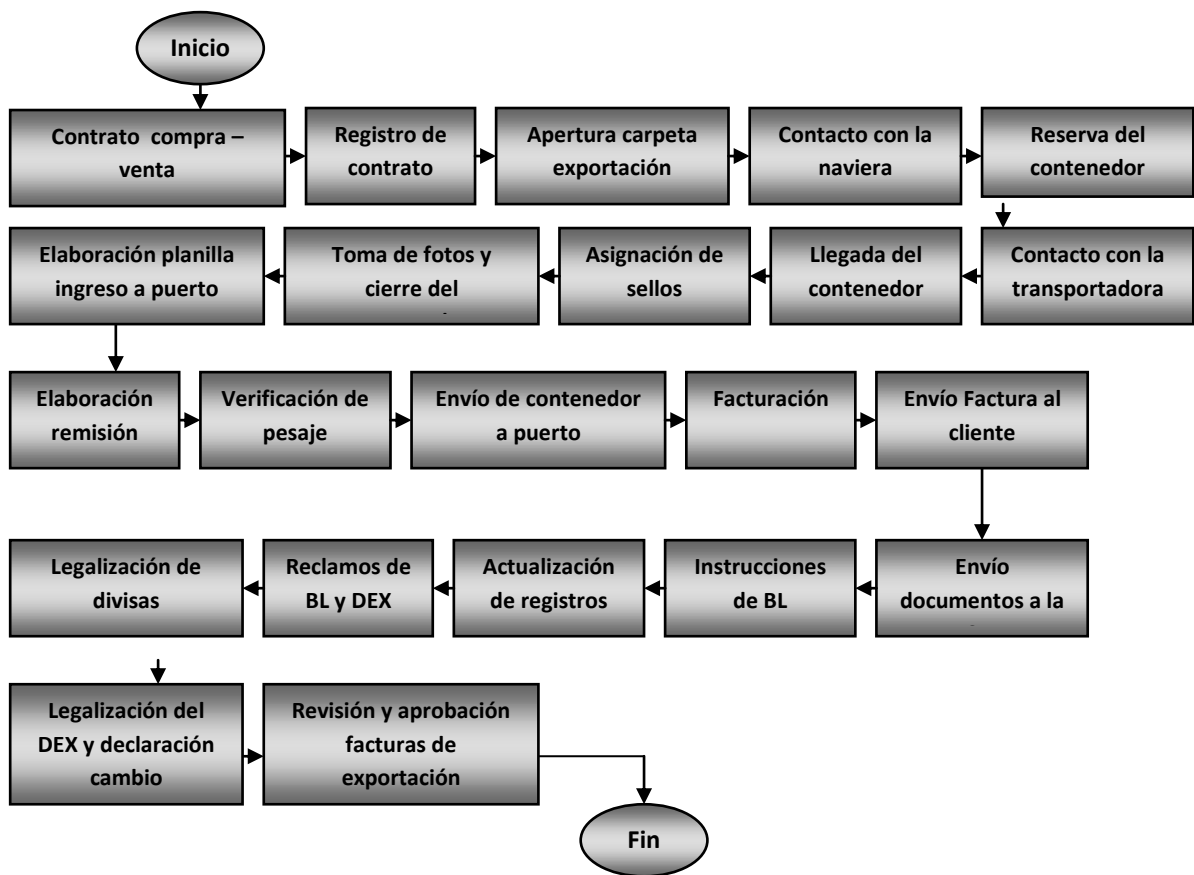 Inicio
Contrato compra –
venta
Registro de
contrato
Apertura carpeta
exportación
Contacto con la
naviera
Reserva del
contenedor
Contacto con la
transportadora
Llegada del
contenedor
Asignación de
sellos
Toma de fotos y
cierre del
Elaboración planilla
ingreso a puerto
Elaboración
remisión
Verificación de
pesaje
Envío de contenedor
a puerto
Facturación
Envío Factura al
cliente
Envío
documentos a la
Instrucciones
de BL
Actualización
de registros
Reclamos de
BL y DEX
Legalización de
divisas
Legalización del
DEX y declaración
cambio
Revisión y aprobación
facturas de
exportación
Fin